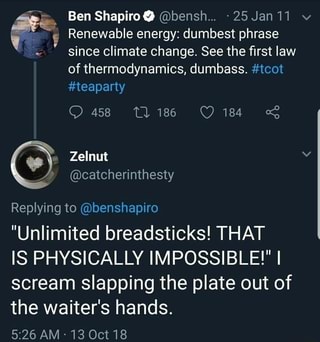 Ben Shapiro @bensh... · 25 Jan 11
Renewable energy: dumbest phrase
since climate change. See the first law
of thermodynamics, dumbass. #tcot
#teaparty
458 186 184
Zelnut
@catcherinthesty
Replying to @benshapiro
"Unlimited breadsticks! THAT
IS PHYSICALLY IMPOSSIBLE!" I
scream slapping the plate out of
the waiter's hands.
5:26 AM · 13 Oct 18